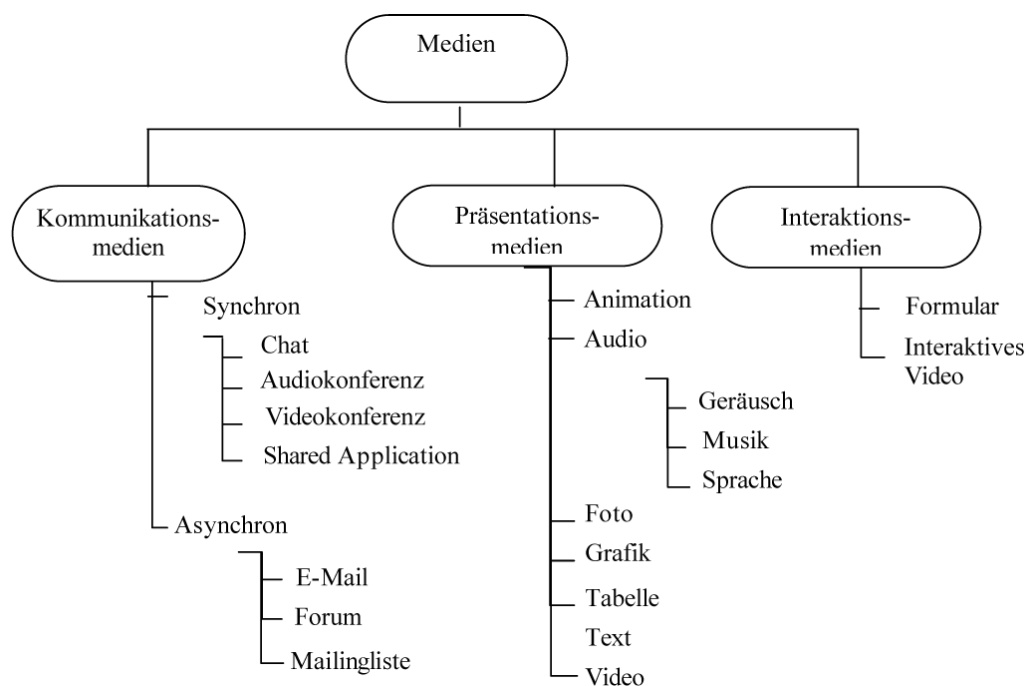 Medien
Kommunikations-
medien
Synchron
Chat
Audiokonferenz
Videokonferenz
Shared Application
Asynchron
E-Mail
Forum
Mailingliste
Präsentations-
medien
Animation
Audio
Geräusch
Musik
Sprache
Foto
Grafik
Tabelle
Text
Video
Interaktions-
medien
Formular
Interaktives
Video